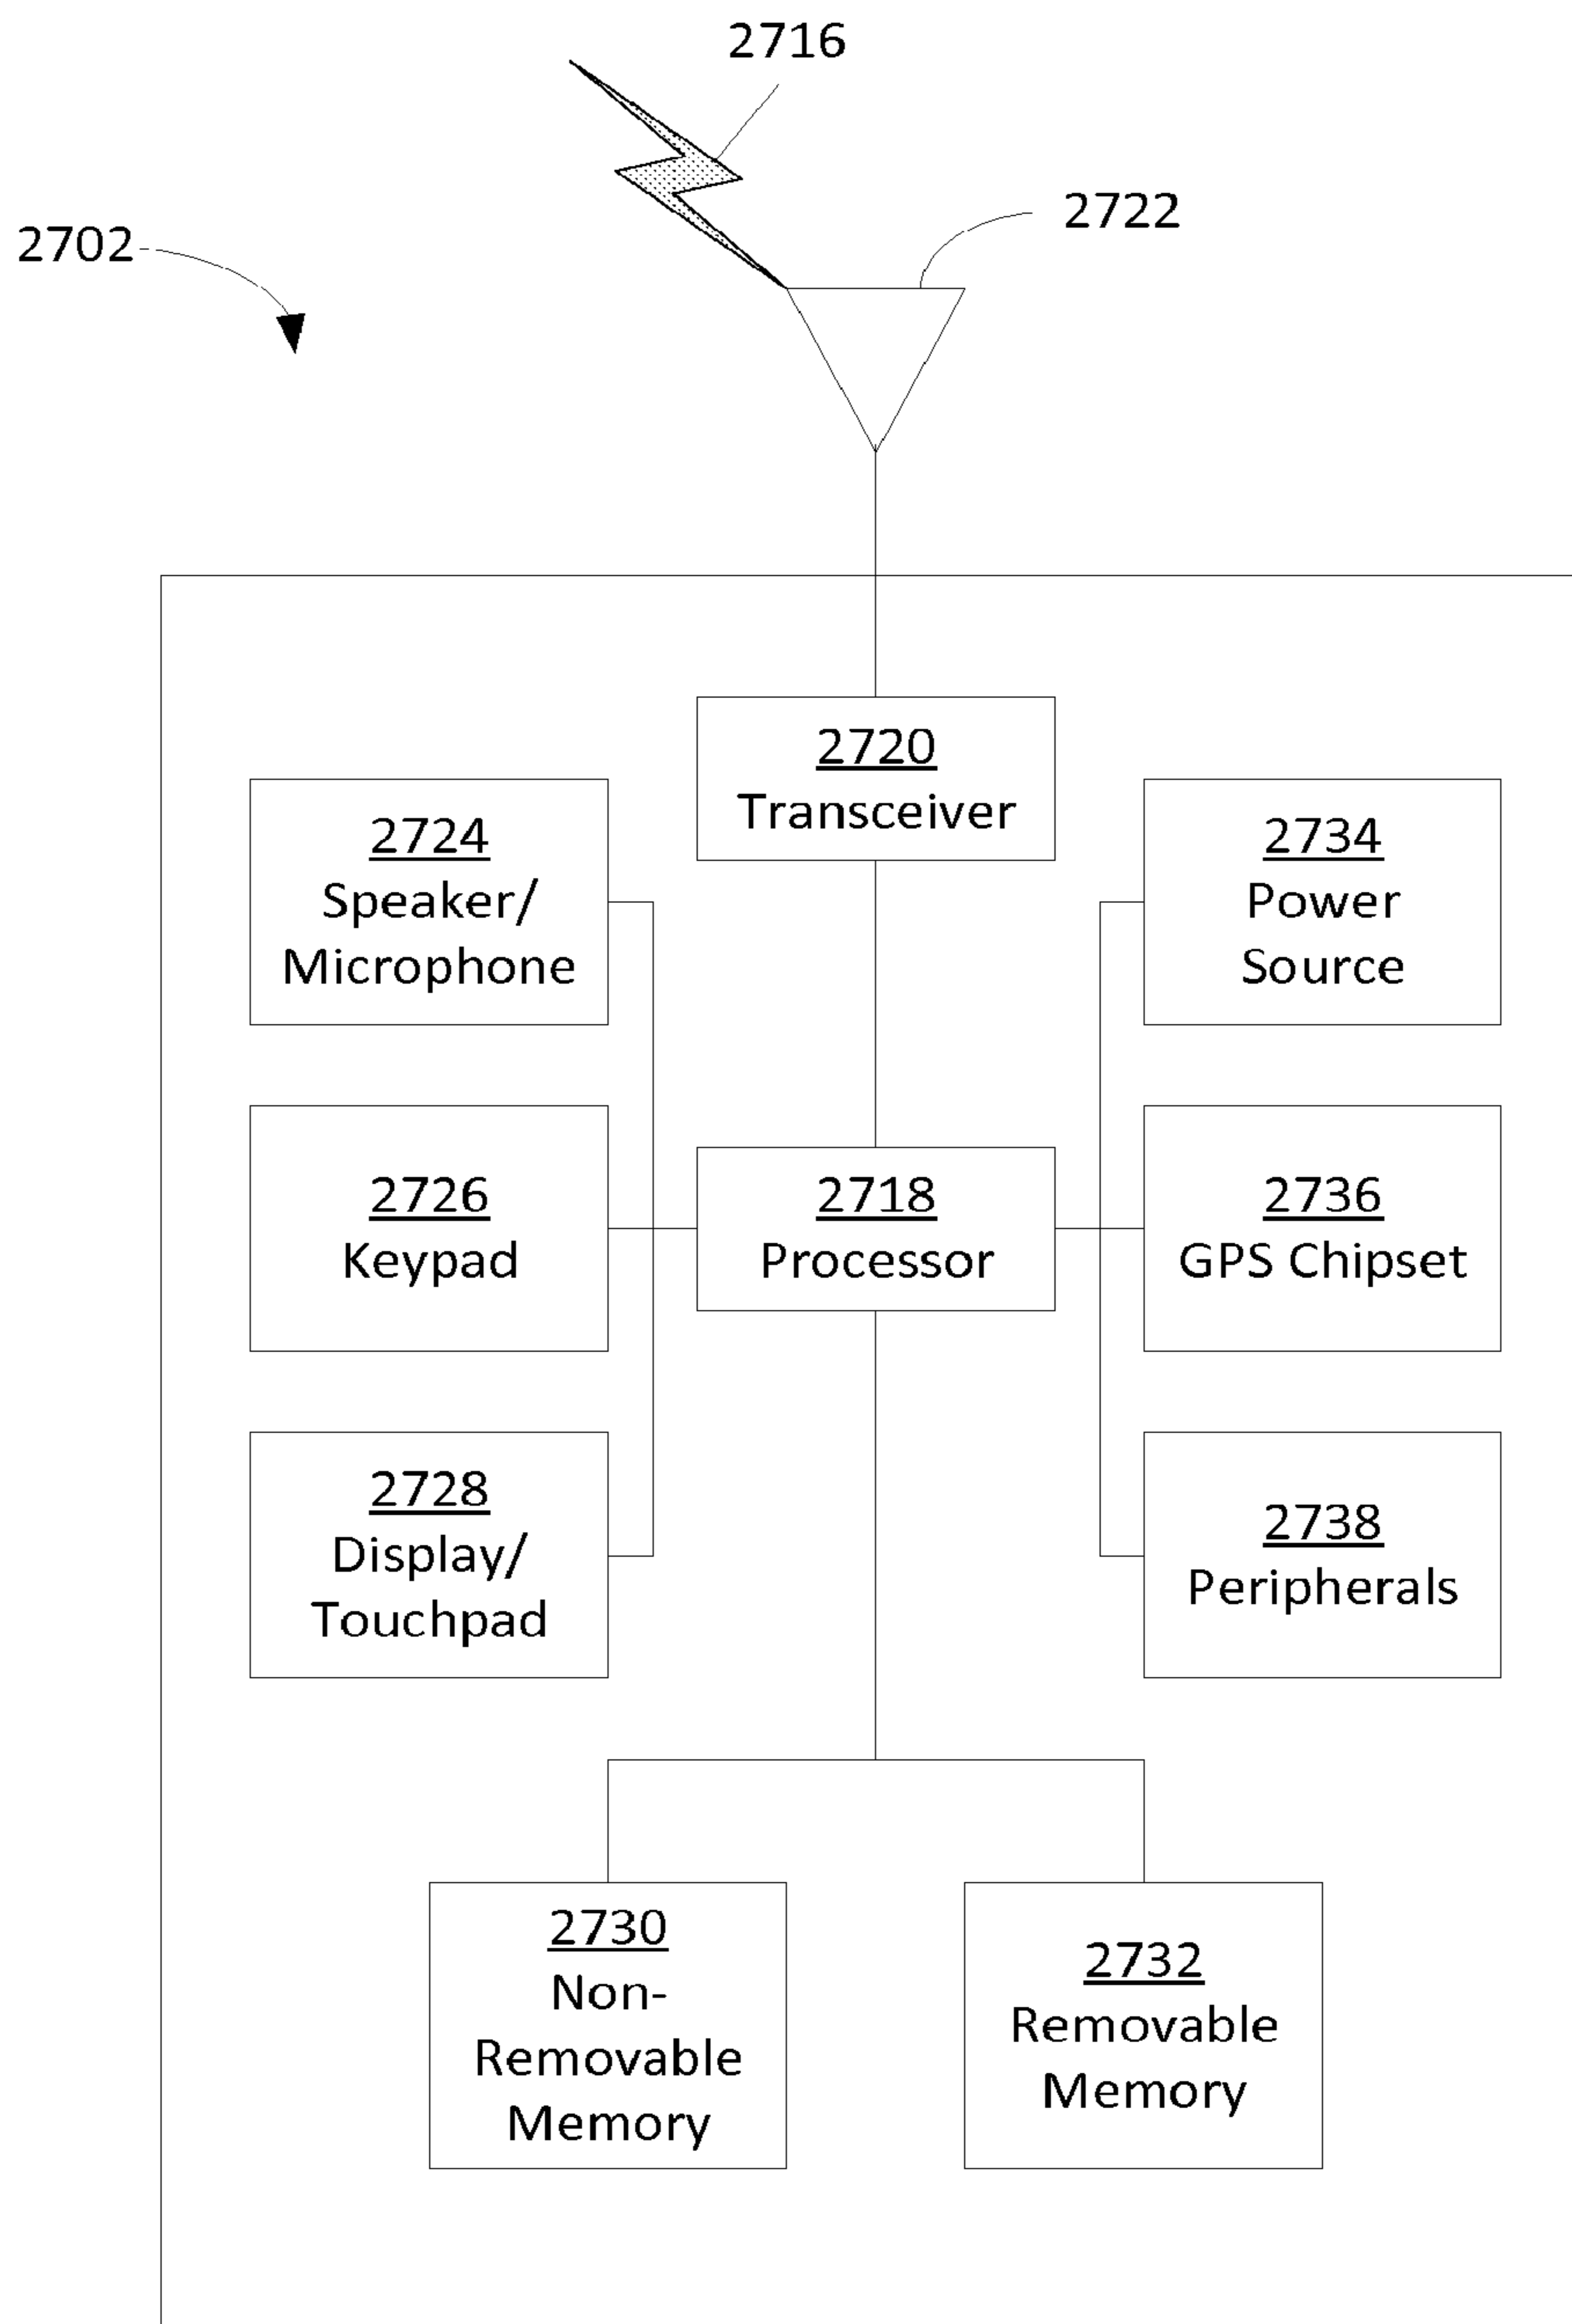 2716
2722
2702
2720
Transceiver
2724
Speaker/
Microphone
2734
Power
Source
2726
Keypad
2718
Processor
2736
GPS Chipset
2728
Display/
Touchpad
2738
Peripherals
2730
Non-
Removable
Memory
2732
Removable
Memory